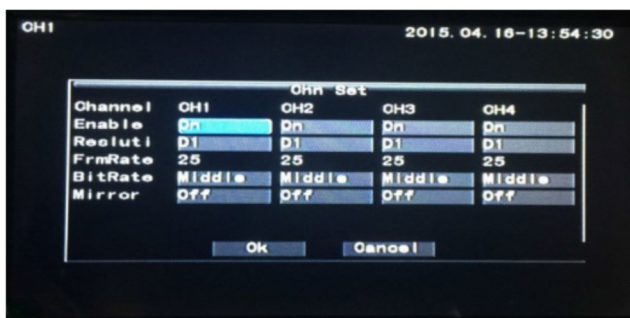 CH1 2015.04.16-13:54:30
Chn Set
Channel CH1 CH2 CH3 CH4
Enable On On On On
Resluti D1 D1 D1 D1
FrmRate 25 25 25 25
BitRate Middle Middle Middle Middle
Mirror Off Off Off Off
Ok Cancel